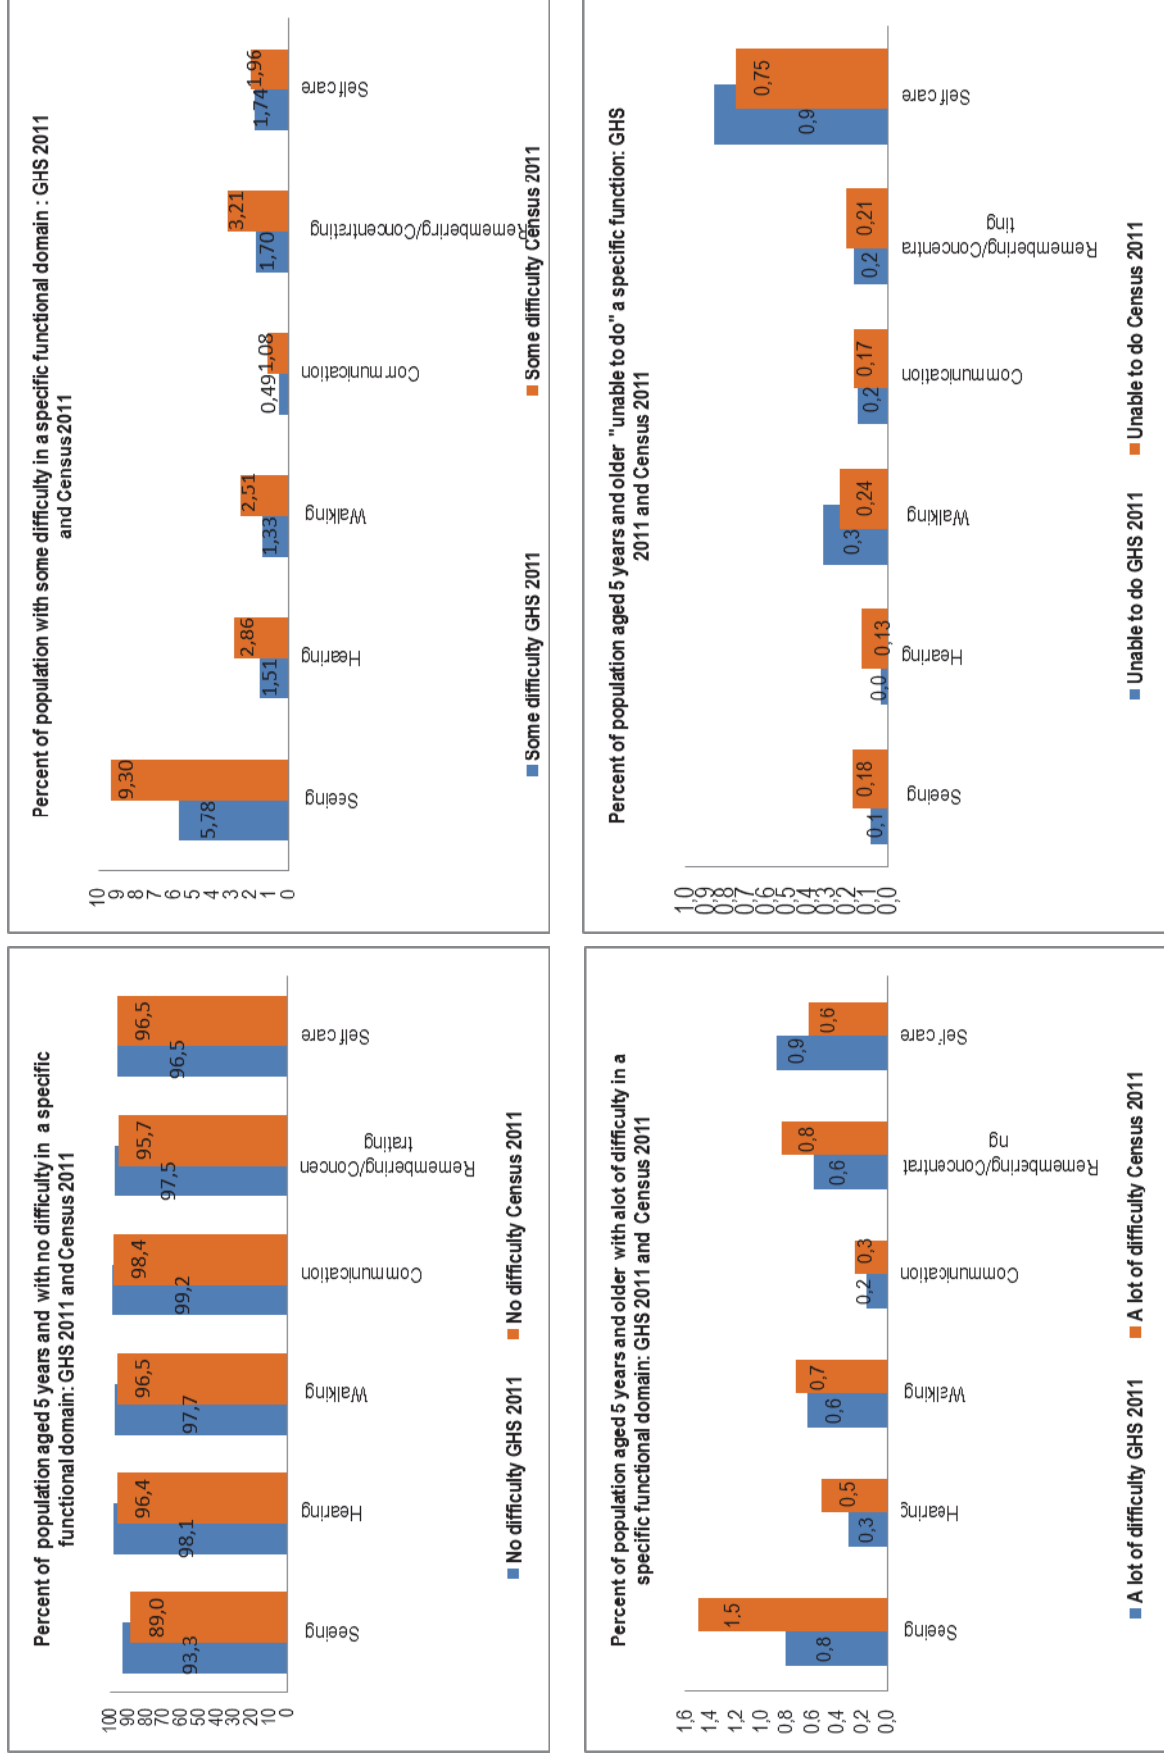 Percent of population aged 5 years and with no difficulty in a specific
functional domain: GHS 2011 and Census 2011
100
90
80
70
60
50
40
30
20
10
0
93,3
89,0
98,1
96,4
97,7
96,5
99,2
98,4
97,5
95,7
96,5
96,5
Seeing
Hearing
Walking
Communication
Remembering/Concen
trating
Self care
No difficulty GHS 2011
No difficulty Census 2011
Percent of population with some difficulty in a specific functional domain : GHS 2011
and Census 2011
10
9
8
7
6
5
4
3
2
1
0
5,78
9,30
1,51
2,86
1,33
2,51
0,49
1,08
1,70
3,21
1,74
1,96
Seeing
Hearing
Walking
Communication
Remembering/Concentrating
Self care
Some difficulty GHS 2011
Some difficulty Census 2011
Percent of population aged 5 years and older with alot of difficulty in a
specific functional domain: GHS 2011 and Census 2011
1,6
1,4
1,2
1,0
0,8
0,6
0,4
0,2
0,0
0,8
1,5
0,3
0,5
0,6
0,7
0,2
0,3
0,6
0,8
0,9
0,6
Seeing
Hearing
Walking
Communication
Remembering/Concentrat
ng
Self care
A lot of difficulty GHS 2011
A lot of difficulty Census 2011
Percent of population aged 5 years and older "unable to do" a specific function: GHS
2011 and Census 2011
1,0
0,9
0,8
0,7
0,6
0,5
0,4
0,3
0,2
0,1
0,0
0,1
0,18
0,0
0,13
0,3
0,24
0,2
0,17
0,2
0,21
0,9
0,75
Seeing
Hearing
Walking
Communication
Remembering/Concentra
ting
Self care
Unable to do GHS 2011
Unable to do Census 2011